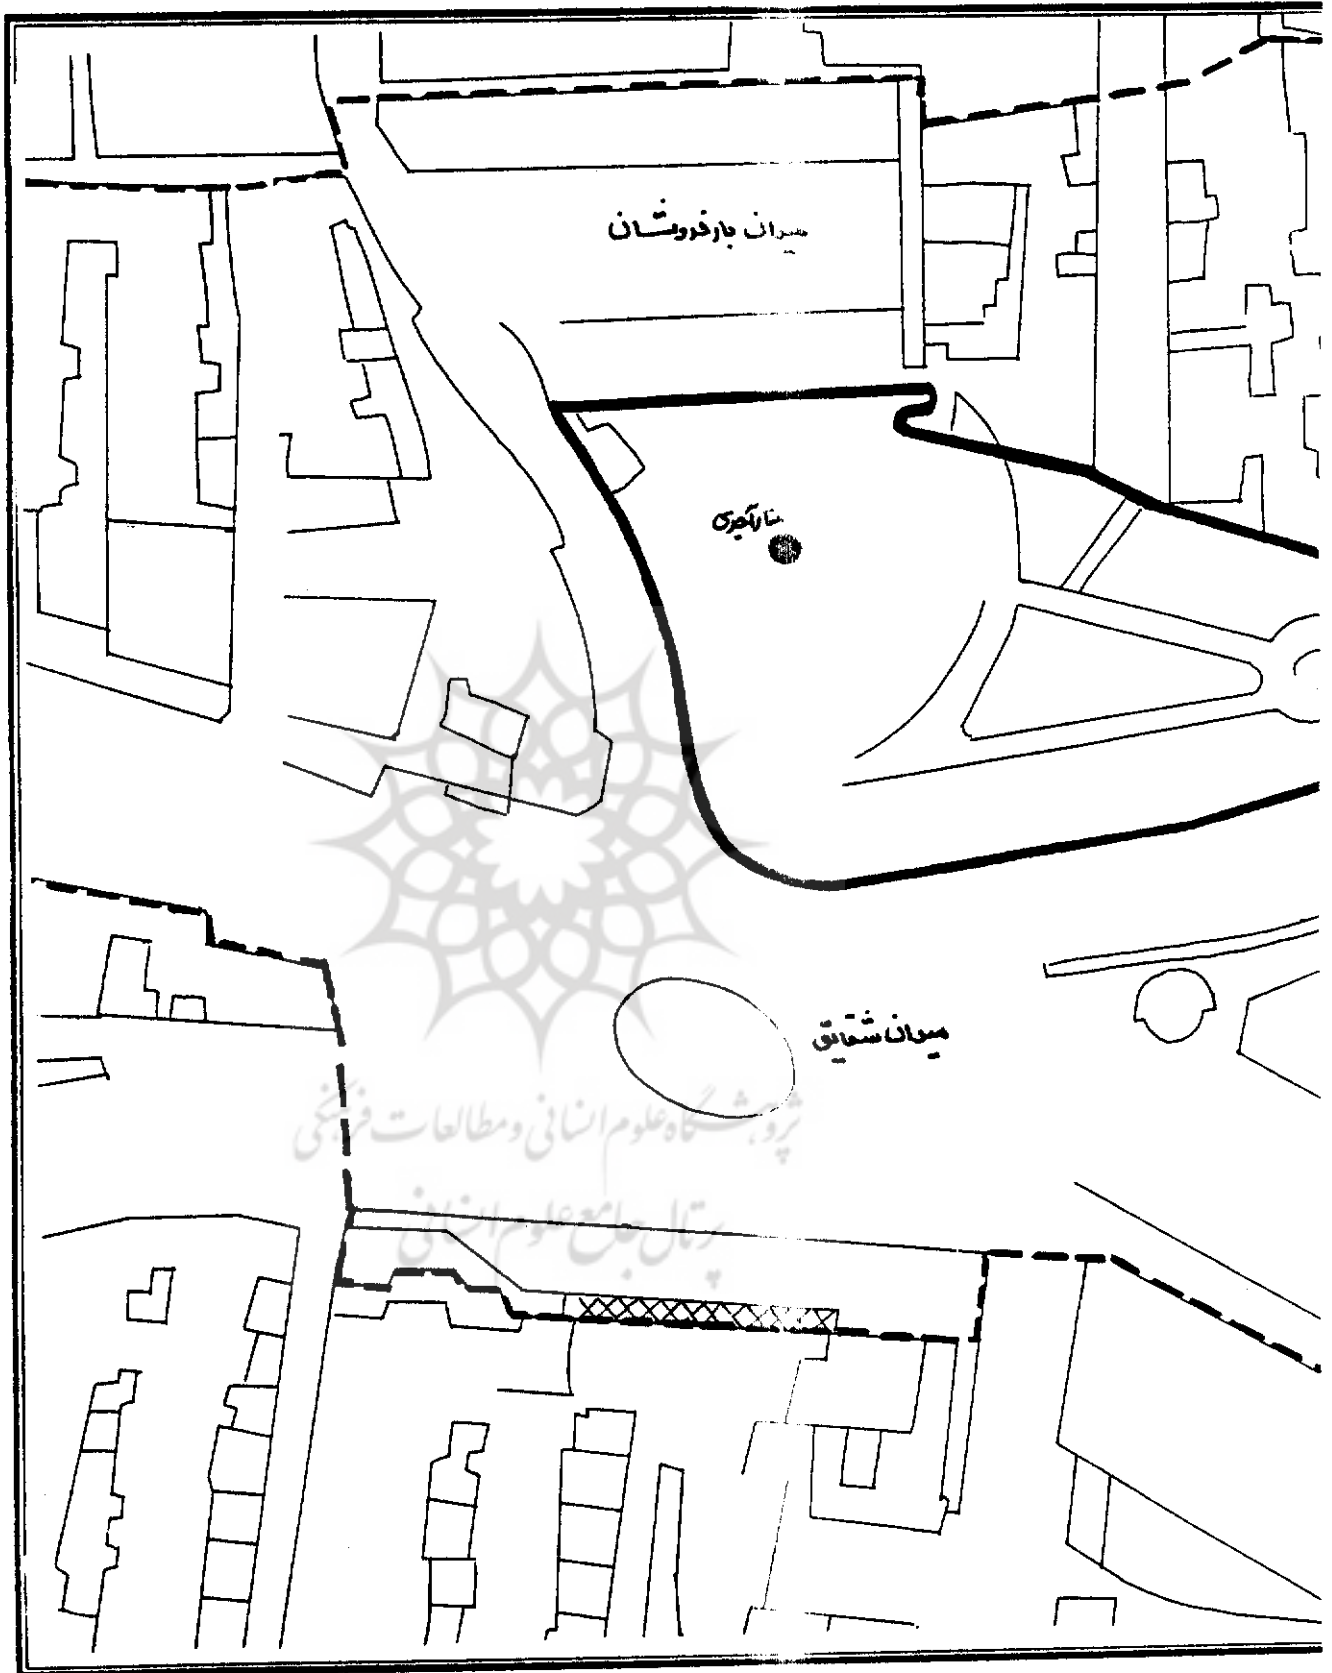 میدان بارفروشان
منار آجری
میدان شقایق
پژوهشگاه علوم انسانی و مطالعات فرهنگی
پرتال جامع علوم انسانی